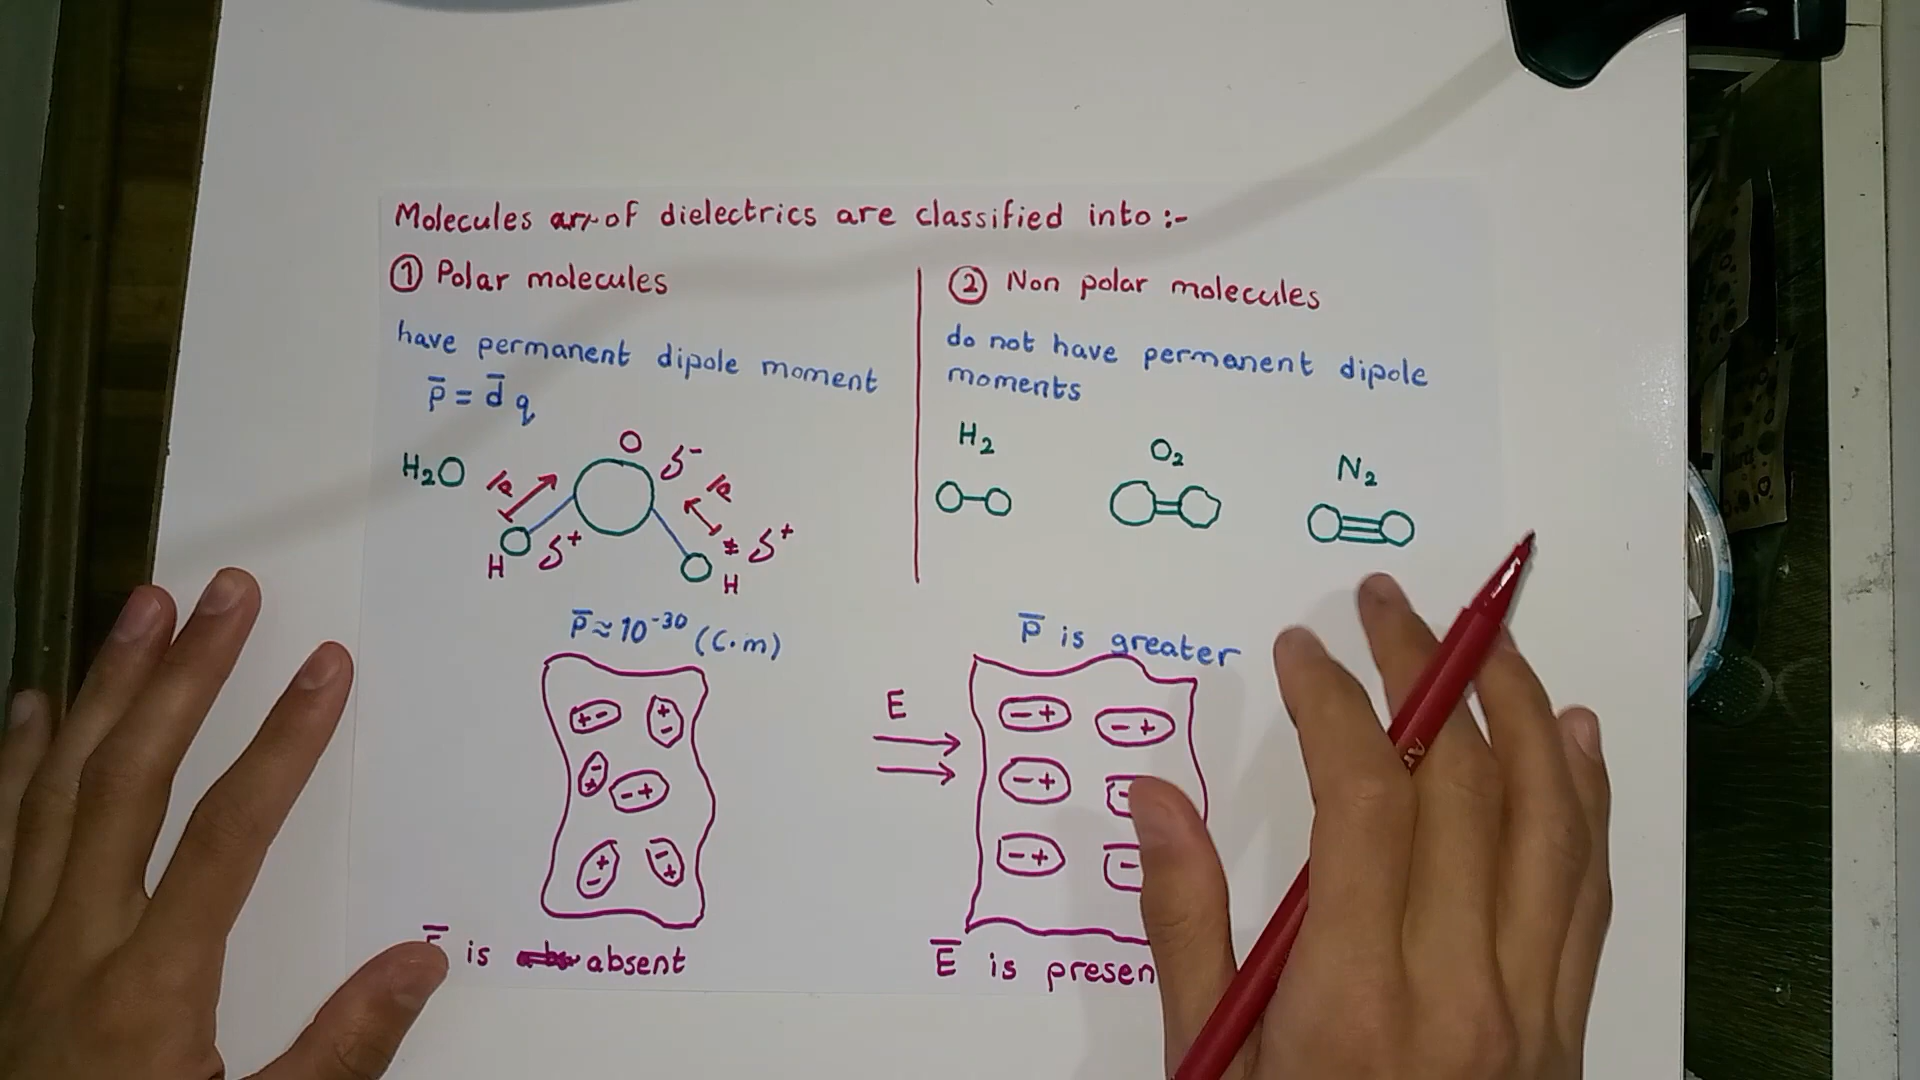 Molecules ar of dielectrics are classified into :-
① Polar molecules
have permanent dipole moment
p̅ = d̅ q
H₂O
O
δ⁻
p̅
p̅
H
δ⁺
± δ⁺
H
p̅ ≈ 10⁻³⁰ (C.m)
+ -
+
-
-
+
- +
+
-
-
+
E̅ is absent
② Non polar molecules
do not have permanent dipole
moments
H₂
O₂
N₂
p̅ is greater
E
- +
- +
- +
-
- +
-
E̅ is presen